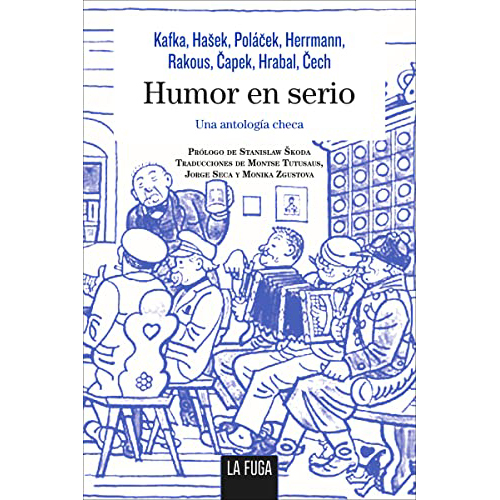 Kafka, Hašek, Poláček, Herrmann,
Rakous, Čapek, Hrabal, Čech
Humor en serio
Una antología checa
Prólogo de Stanislaw Škoda
Traducciones de Montse Tutusaus,
Jorge Seca y Monika Zgustova
LA FUGA